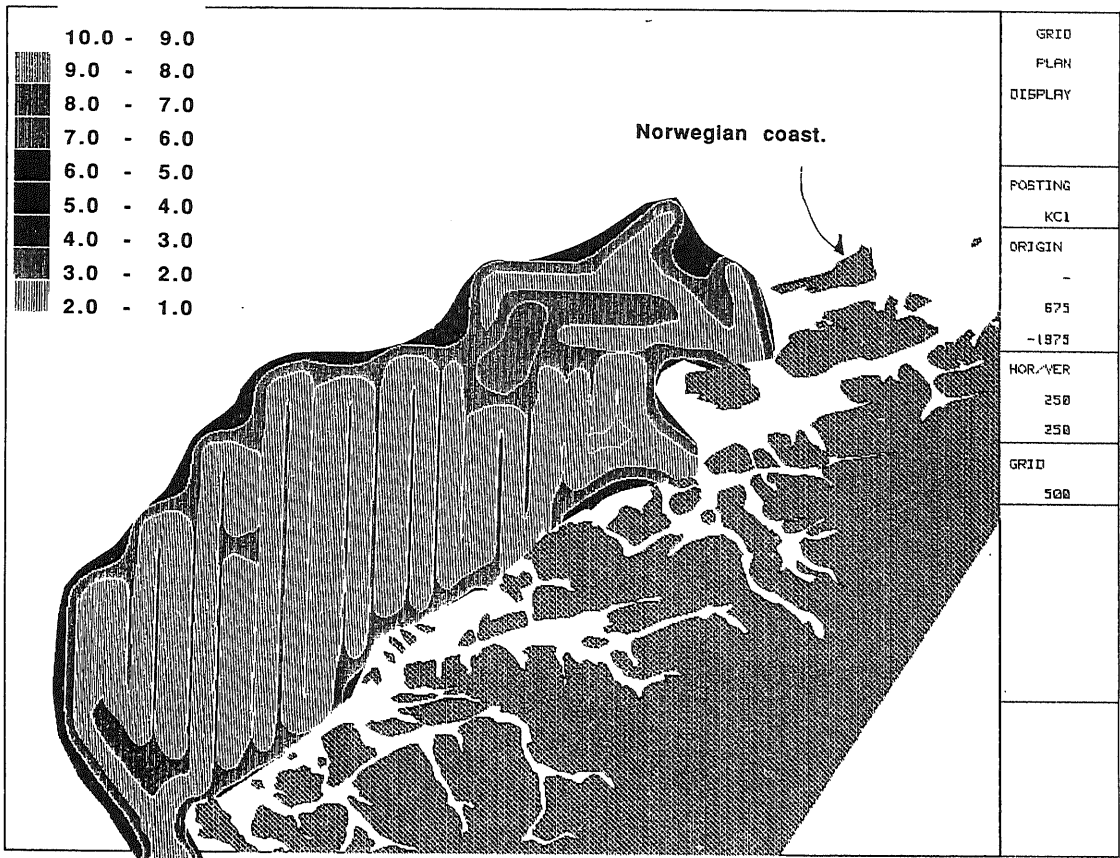 10.0 - 9.0
9.0 - 8.0
8.0 - 7.0
7.0 - 6.0
6.0 - 5.0
5.0 - 4.0
4.0 - 3.0
3.0 - 2.0
2.0 - 1.0
Norwegian coast.
GRID
PLAN
DISPLAY
POSTING
KC1
ORIGIN
-
675
-1975
HOR/VER
250
250
GRID
500